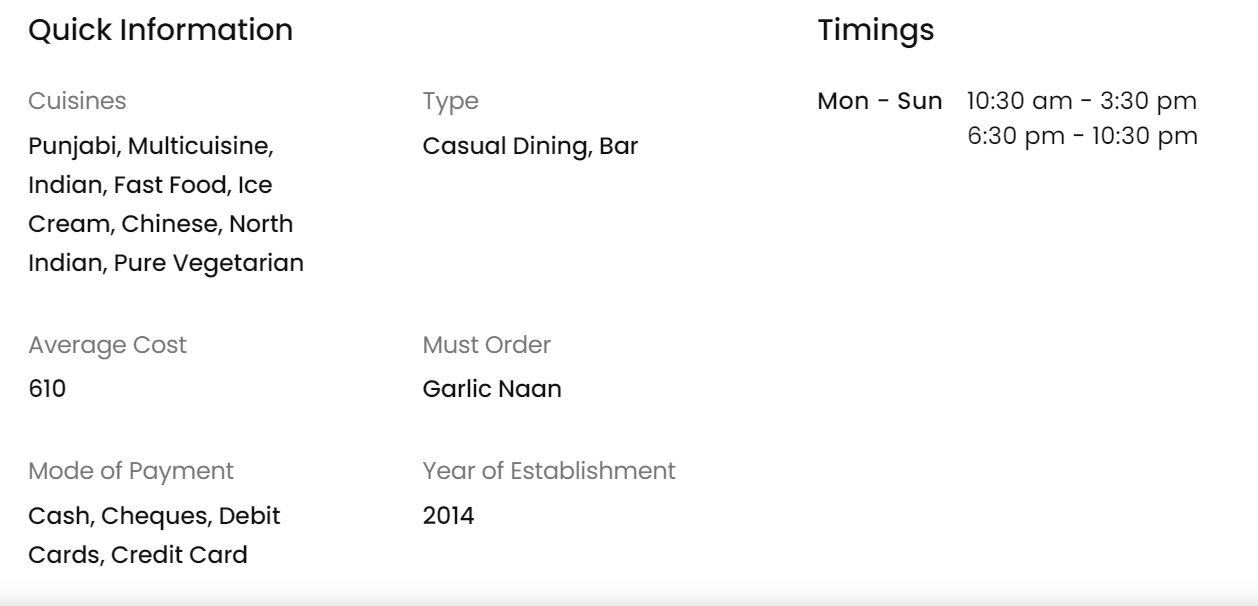 Quick Information
Cuisines
Punjabi, Multicuisine,
Indian, Fast Food, Ice
Cream, Chinese, North
Indian, Pure Vegetarian
Type
Casual Dining, Bar
Average Cost
610
Must Order
Garlic Naan
Mode of Payment
Cash, Cheques, Debit
Cards, Credit Card
Year of Establishment
2014
Timings
Mon - Sun 10:30 am - 3:30 pm
6:30 pm - 10:30 pm